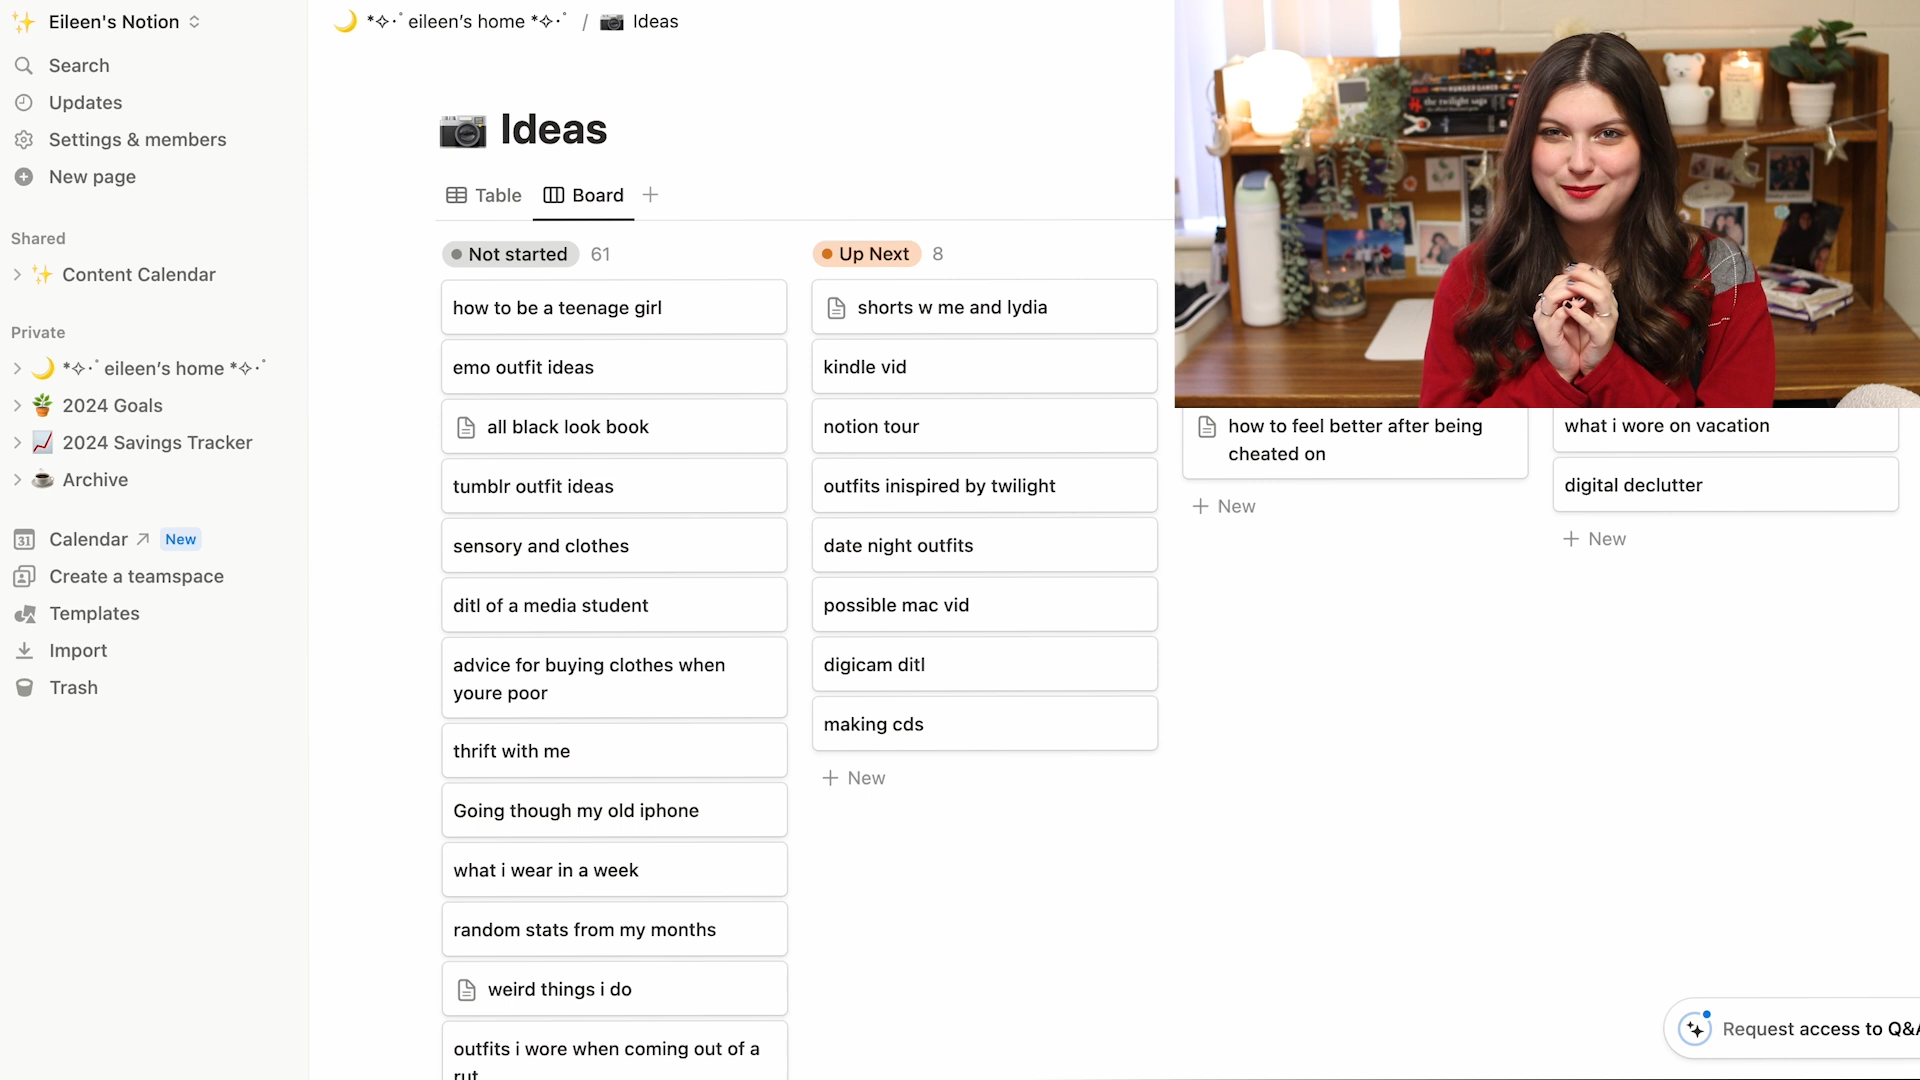 Eileen's Notion
Search
Updates
Settings & members
New page
Shared
Content Calendar
Private
*✧･ﾟ eileen's home *✧･ﾟ
2024 Goals
2024 Savings Tracker
Archive
Calendar ↗ New
Create a teamspace
Templates
Import
Trash
*✧･ﾟ eileen's home *✧･ﾟ / Ideas
Ideas
Table
Board
+
Not started 61
how to be a teenage girl
emo outfit ideas
all black look book
tumblr outfit ideas
sensory and clothes
ditl of a media student
advice for buying clothes when
youre poor
thrift with me
Going though my old iphone
what i wear in a week
random stats from my months
weird things i do
outfits i wore when coming out of a
rut
Up Next 8
shorts w me and lydia
kindle vid
notion tour
outfits inispired by twilight
date night outfits
possible mac vid
digicam ditl
making cds
+ New
how to feel better after being
cheated on
+ New
what i wore on vacation
digital declutter
+ New
the twilight saga
Request access to Q&A